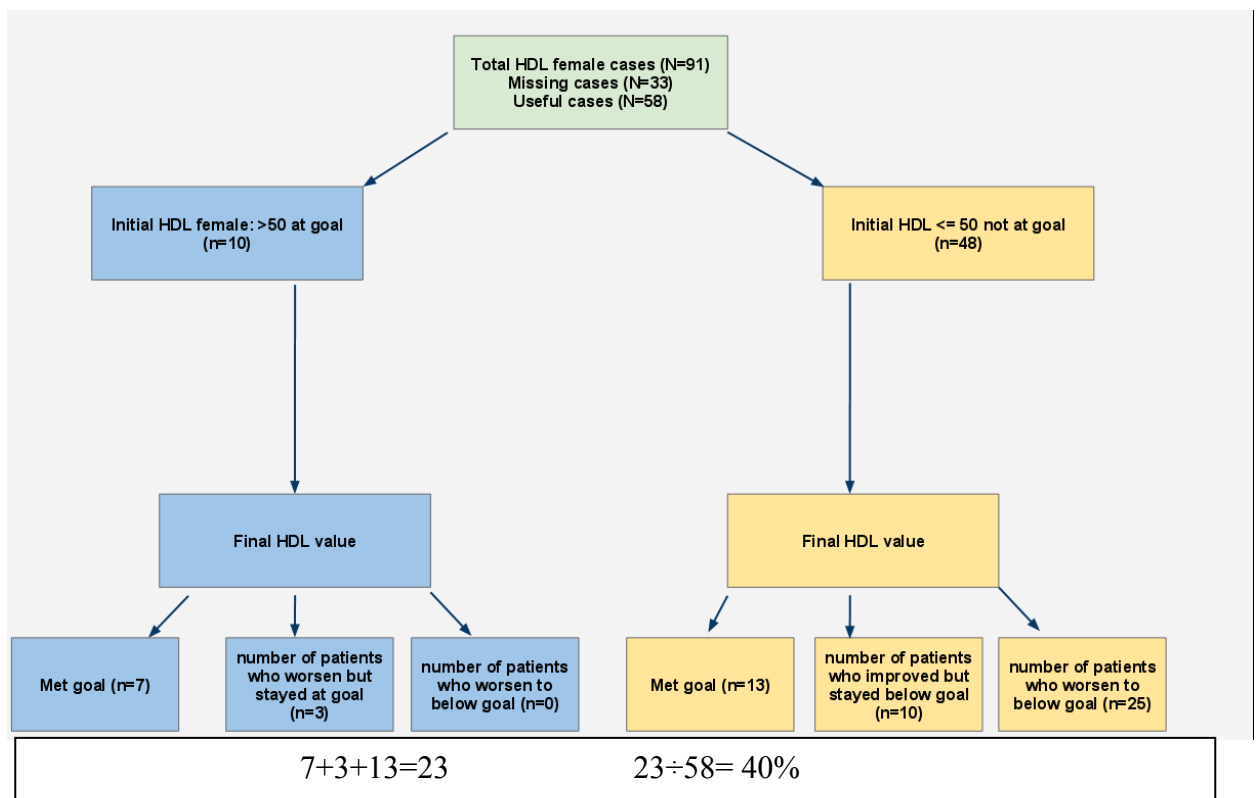 Total HDL female cases (N=91)
Missing cases (N=33)
Useful cases (N=58)
Initial HDL female: >50 at goal
(n=10)
Initial HDL <= 50 not at goal
(n=48)
Final HDL value
Final HDL value
Met goal (n=7)
number of patients
who worsen but
stayed at goal
(n=3)
number of patients
who worsen to
below goal (n=0)
Met goal (n=13)
number of patients
who improved but
stayed below goal
(n=10)
number of patients
who worsen to
below goal (n=25)
7+3+13=23 23÷58= 40%